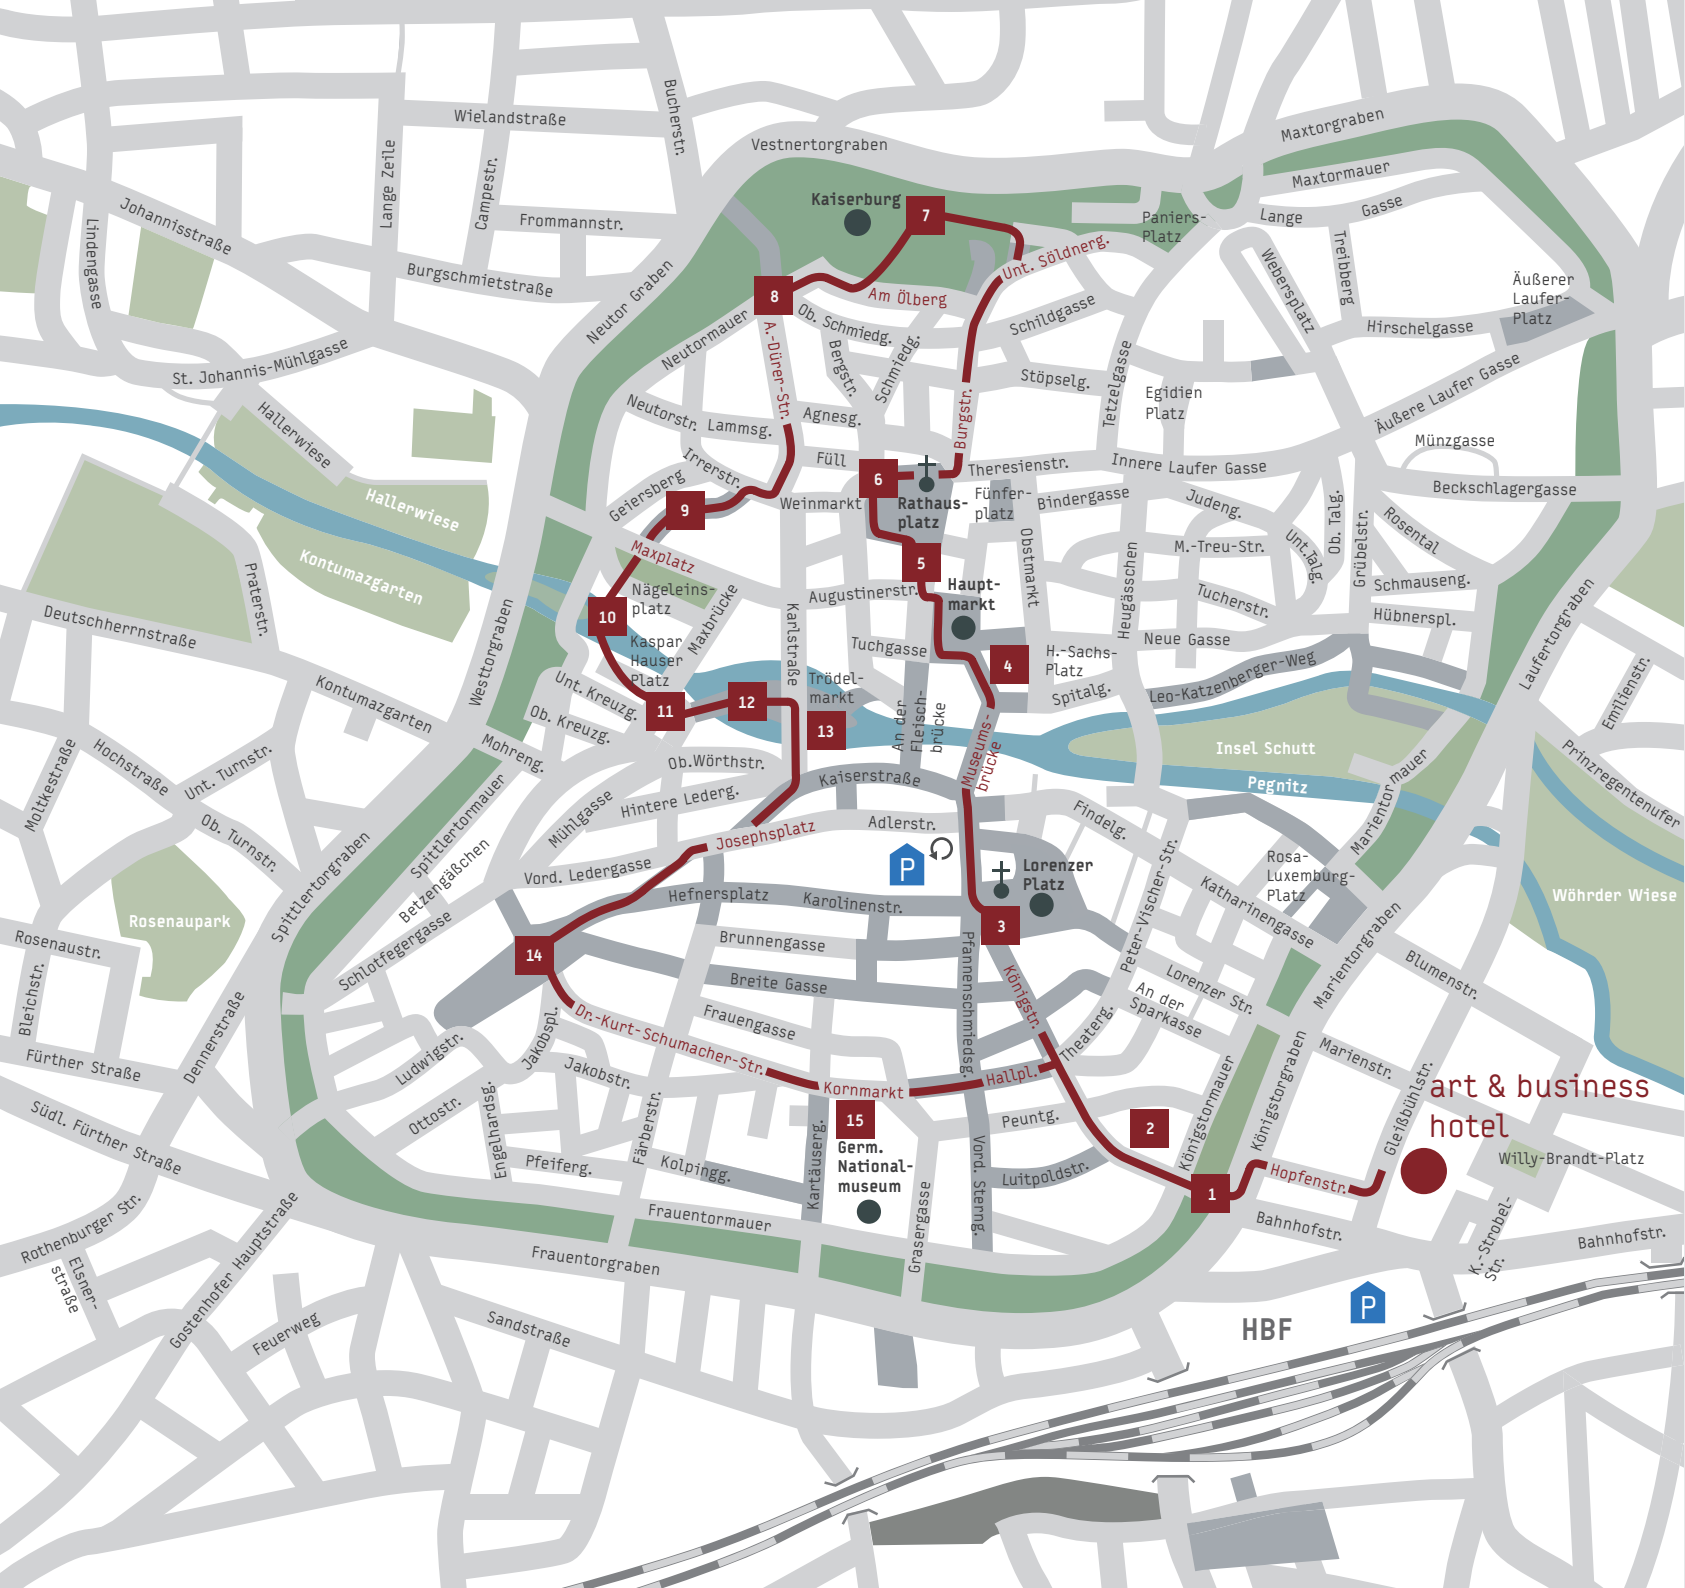 Wielandstraße
Bucherstr.
Vestnertorgraben
Maxtorgraben
Maxtormauer
Lange Zeile
Campestr.
Frommannstr.
Johannisstraße
Lindengasse
Burgschmietstraße
Neutor Graben
Neutormauer
Kaiserburg
7
Paniers-
Platz
Lange
Gasse
Treibberg
Webersplatz
Äußerer
Laufer-
Platz
Hirschelgasse
Unt. Söldnerg.
Am Ölberg
8
Ob. Schmiedg.
Schildgasse
St. Johannis-Mühlgasse
A.-Dürer-Str.
Bergstr.
Schmiedg.
Stöpselg.
Tetzelgasse
Egidien
Platz
Äußere Laufer Gasse
Münzgasse
Hallerwiese
Neutorstr.
Lammsg.
Agnesg.
Burgstr.
Füll
6
Theresienstr.
Innere Laufer Gasse
Beckschlagergasse
Irrerstr.
Geiersberg
9
Weinmarkt
Rathaus-
platz
Fünfer-
platz
Bindergasse
Judeng.
Ob. Talg.
Rosental
Hallerwiese
Kontumazgarten
Maxplatz
5
Obstmarkt
M.-Treu-Str.
Unt.Talg.
Grübelstr.
Schmauseng.
Praterstr.
Nägeleins-
platz
10
Maxbrücke
Augustinerstr.
Haupt-
markt
Heugässchen
Tucherstr.
Hübnerspl.
Laufertorgraben
Deutschherrnstraße
Westtorgraben
Kaspar
Hauser
Platz
Karlstraße
Tuchgasse
4
H.-Sachs-
Platz
Neue Gasse
Leo-Katzenberger-Weg
Emilienstr.
Kontumazgarten
Unt. Kreuzg.
Ob. Kreuzg.
11
12
Trödel-
markt
13
An der
Fleisch-
brücke
Spitalg.
Museums-
brücke
Insel Schutt
Pegnitz
Prinzregentenufer
Moltkestraße
Hochstraße
Unt. Turnstr.
Mohreng.
Ob.Wörthstr.
Kaiserstraße
Marientormauer
Spittlertormauer
Mühlgasse
Hintere Lederg.
Josephsplatz
Adlerstr.
P
Findelg.
Ob. Turnstr.
Spittlertorgraben
Betzengäßchen
Vord. Ledergasse
Lorenzer
Platz
Peter-Vischer-Str.
Rosa-
Luxemburg-
Platz
Katharinengasse
Wöhrder Wiese
Rosenaupark
Schlotfegergasse
Hefnersplatz
Karolinenstr.
3
Marientorgraben
Rosenaustr.
14
Brunnengasse
Breite Gasse
Pfannenschmiedsg.
Königstr.
Lorenzer Str.
An der
Sparkasse
Blumenstr.
Bleichstr.
Dennerstraße
Dr.-Kurt-Schumacher-Str.
Frauengasse
Theaterg.
Marienstr.
Fürther Straße
Ludwigstr.
Jakobspl.
Jakobstr.
Kornmarkt
Hallpl.
Königstormauer
Königstorgraben
Gleißbühlstr.
art & business
hotel
Südl. Fürther Straße
Ottostr.
Engelhardsg.
Färberstr.
15
Germ.
National-
museum
Peuntg.
2
Willy-Brandt-Platz
Pfeiferg.
Kolpingg.
Kartäuserg.
Vord. Sterng.
Luitpoldstr.
1
Hopfenstr.
Rothenburger Str.
Elsner-
straße
Gostenhofer Hauptstraße
Frauentormauer
Frauentorgraben
Grasergasse
Bahnhofstr.
K.-Strobel-
Str.
Bahnhofstr.
P
HBF
Feuerweg
Sandstraße